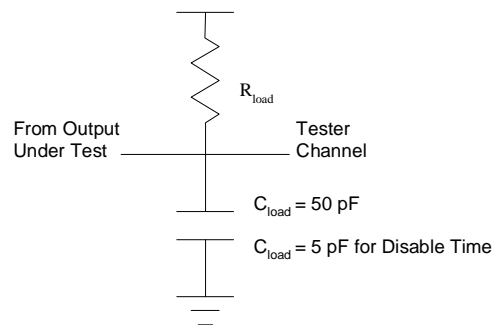 R_load
From Output
Under Test
Tester
Channel
C_load = 50 pF
C_load = 5 pF for Disable Time